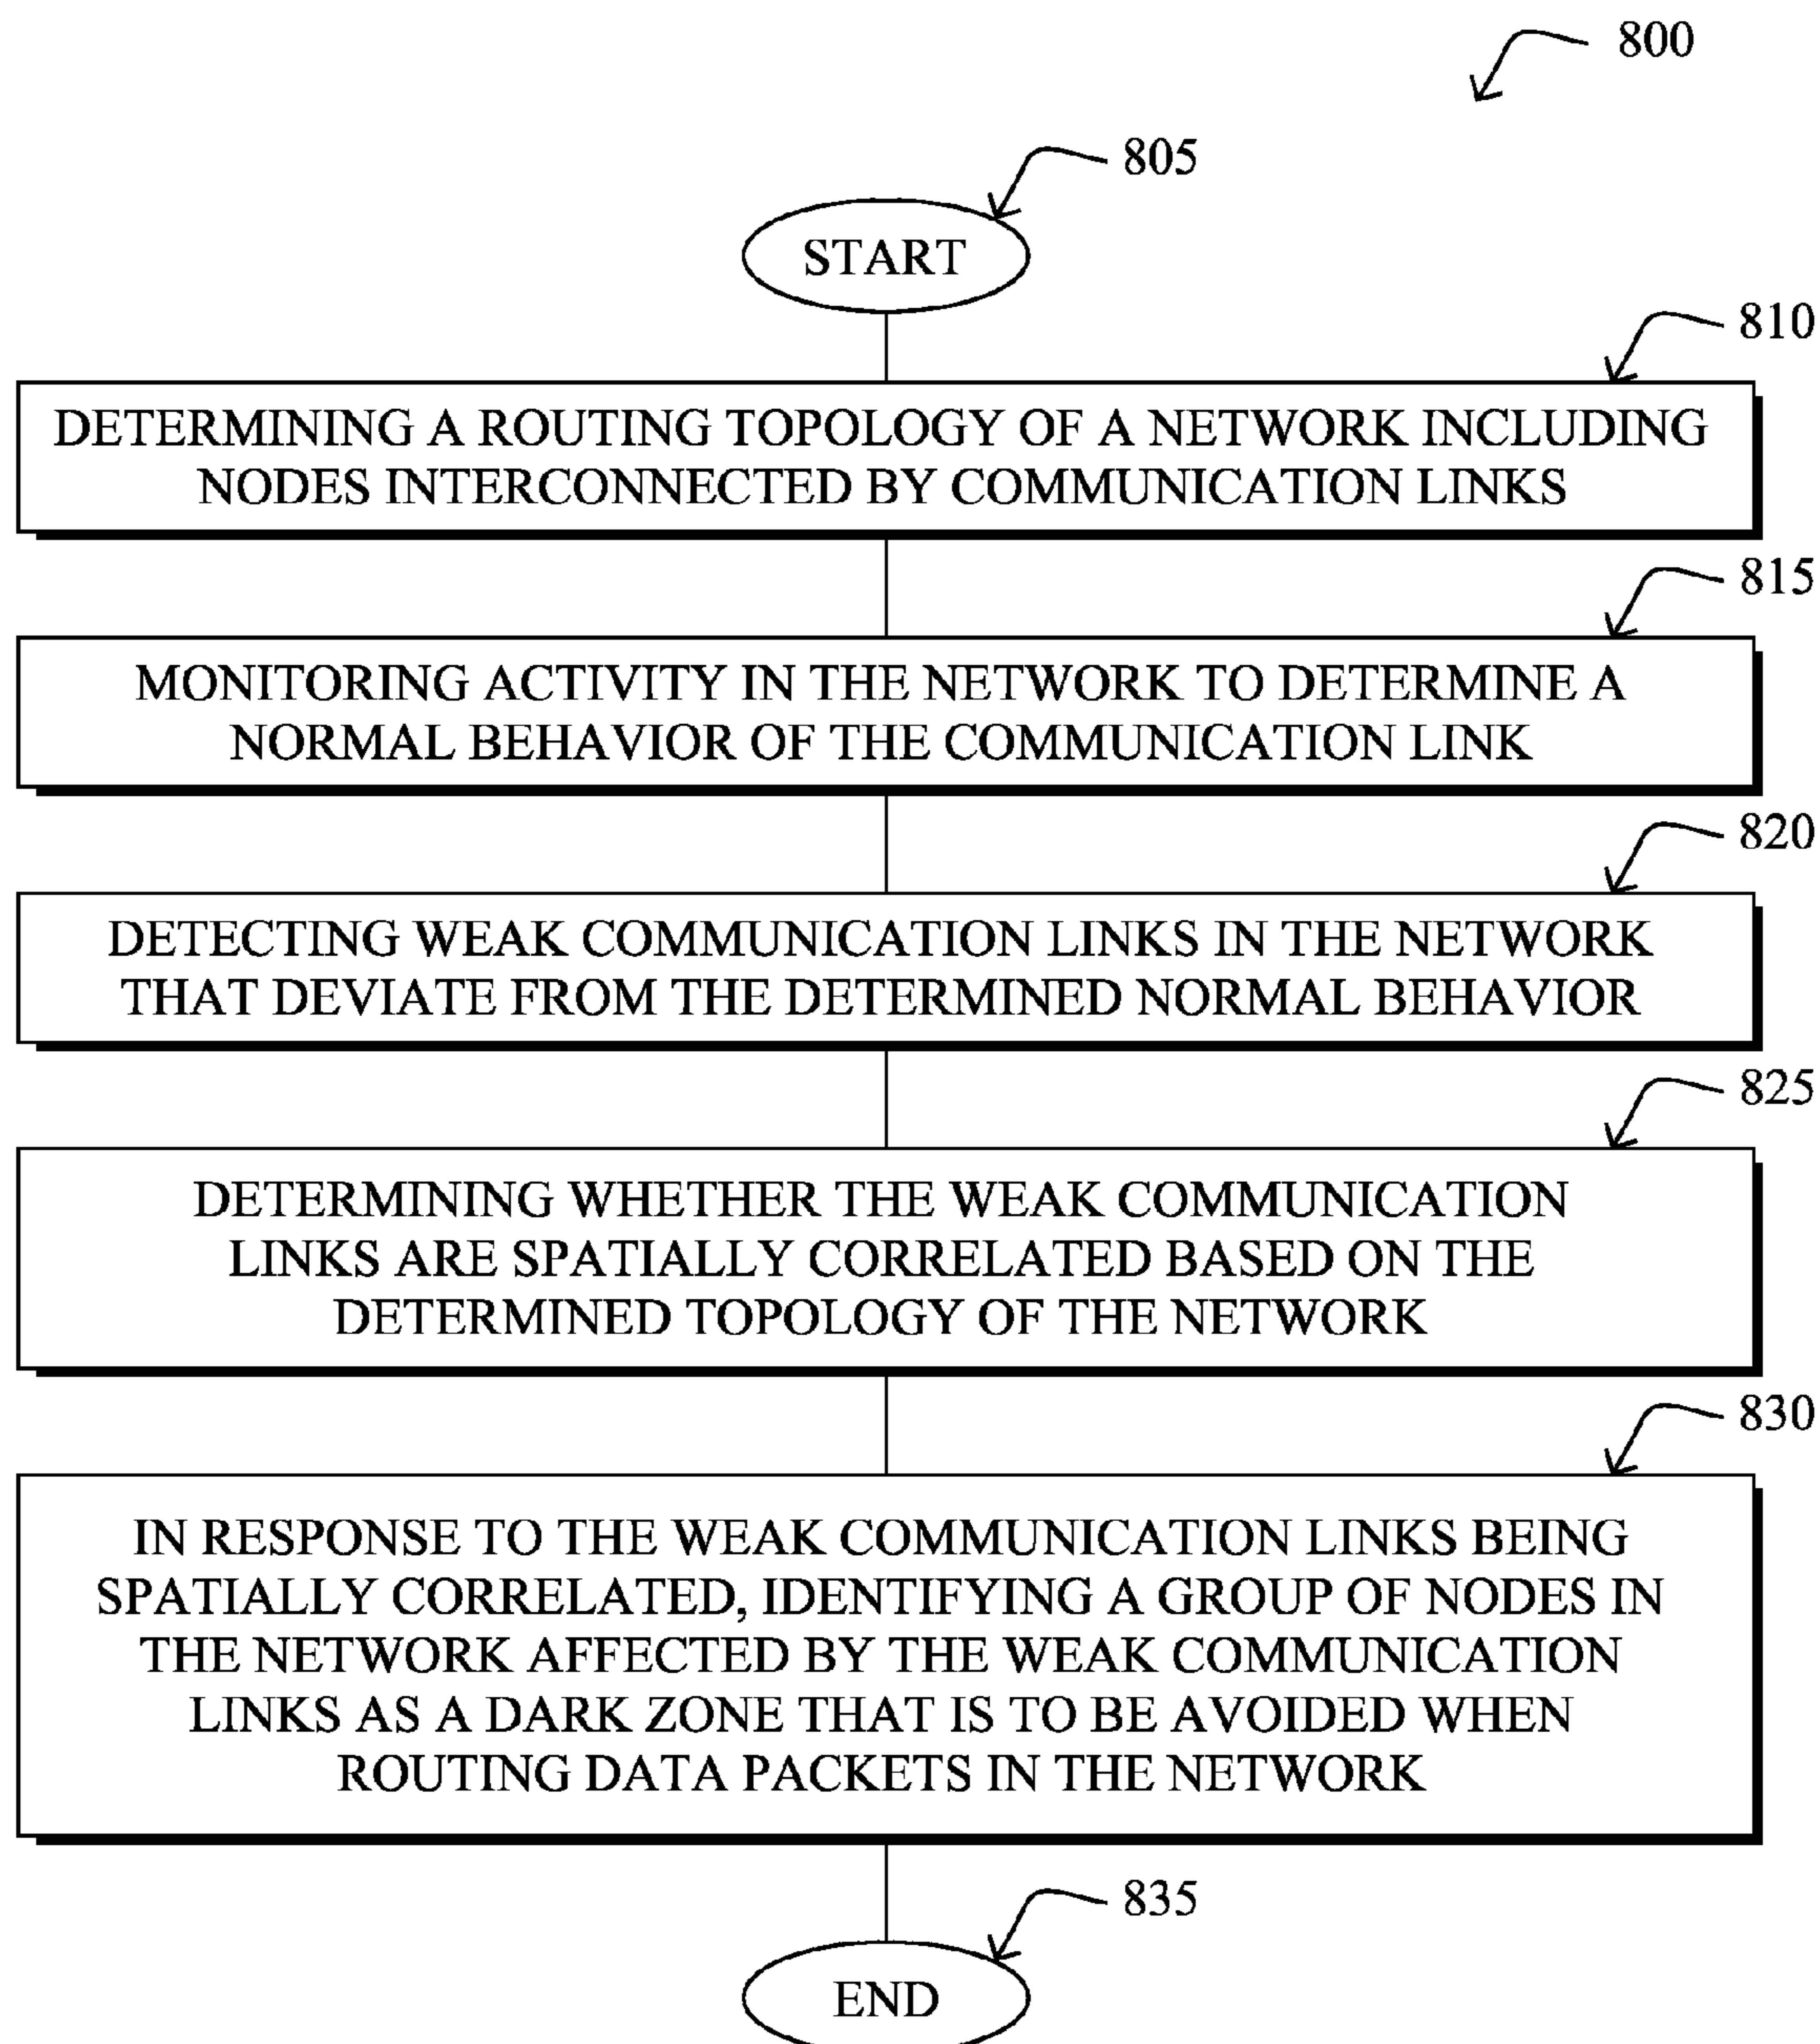 800
805
START
810
DETERMINING A ROUTING TOPOLOGY OF A NETWORK INCLUDING
NODES INTERCONNECTED BY COMMUNICATION LINKS
815
MONITORING ACTIVITY IN THE NETWORK TO DETERMINE A
NORMAL BEHAVIOR OF THE COMMUNICATION LINK
820
DETECTING WEAK COMMUNICATION LINKS IN THE NETWORK
THAT DEVIATE FROM THE DETERMINED NORMAL BEHAVIOR
825
DETERMINING WHETHER THE WEAK COMMUNICATION
LINKS ARE SPATIALLY CORRELATED BASED ON THE
DETERMINED TOPOLOGY OF THE NETWORK
830
IN RESPONSE TO THE WEAK COMMUNICATION LINKS BEING
SPATIALLY CORRELATED, IDENTIFYING A GROUP OF NODES IN
THE NETWORK AFFECTED BY THE WEAK COMMUNICATION
LINKS AS A DARK ZONE THAT IS TO BE AVOIDED WHEN
ROUTING DATA PACKETS IN THE NETWORK
835
END